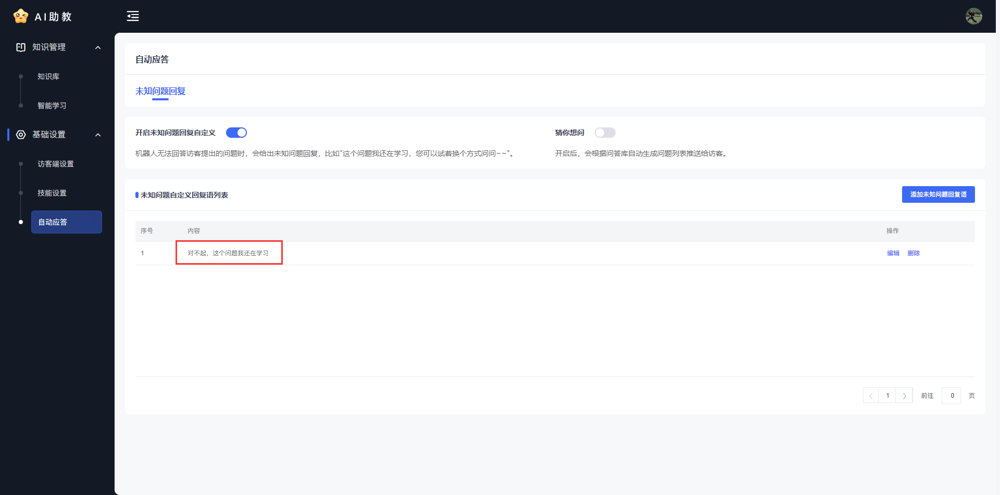 AI助教
知识管理
知识库
智能学习
基础设置
访客端设置
技能设置
自动应答
自动应答
未知问题回复
开启未知问题回复自定义
机器人无法回答访客提出的问题时，会给出未知问题回复，比如"这个问题我还在学习，您可以试着换个方式问问~~"。
猜你想问
开启后，会根据问答库自动生成问题列表推送给访客。
未知问题自定义回复语列表
添加未知问题回复语
序号 内容 操作
1 对不起，这个问题我还在学习 编辑 删除
1 前往 0 页